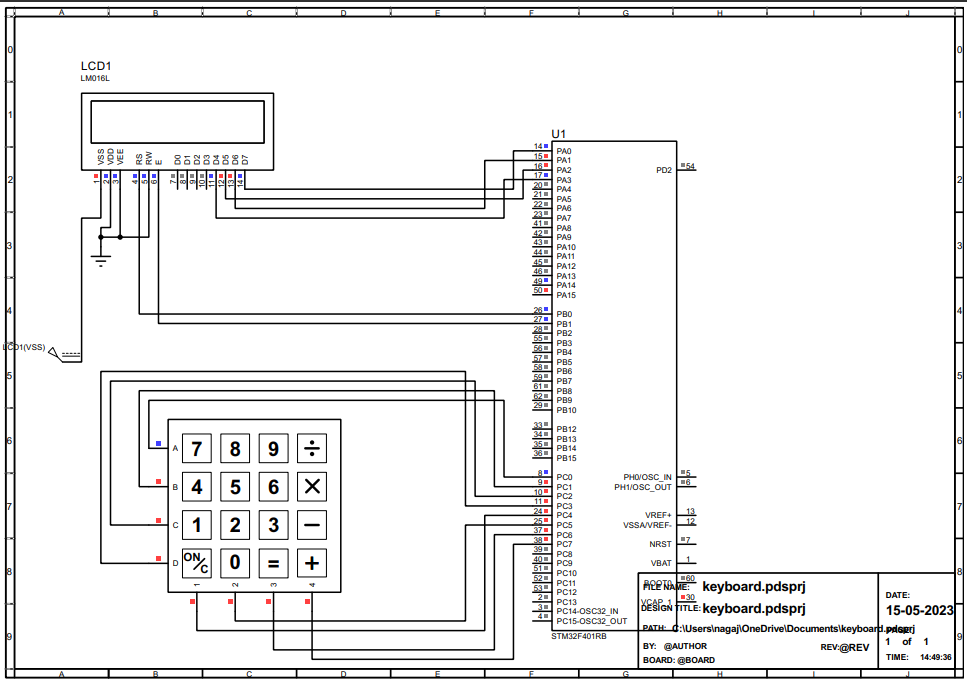 A B C D E F G H J
0 0
1 1
2 2
3 3
4 4
5 5
6 6
7 7
8 8
9 9
LCD1
LM016L
VSS VDD VEE RS RW E D0 D1 D2 D3 D4 D5 D6 D7
1 2 3 4 5 6 7 8 9 10 11 12 13 14
LCD1(VSS)
U1
14 PA0
15 PA1
16 PA2
17 PA3
20 PA4
21 PA5
22 PA6
23 PA7
41 PA8
42 PA9
43 PA10
44 PA11
45 PA12
46 PA13
49 PA14
50 PA15
26 PB0
27 PB1
28 PB2
55 PB3
56 PB4
57 PB5
58 PB6
59 PB7
61 PB8
62 PB9
29 PB10
33 PB12
34 PB13
35 PB14
36 PB15
8 PC0
9 PC1
10 PC2
11 PC3
24 PC4
25 PC5
37 PC6
38 PC7
39 PC8
40 PC9
51 PC10
52 PC11
53 PC12
2 PC13
3 PC14-OSC32_IN
4 PC15-OSC32_OUT
PD2 54
PH0/OSC_IN 5
PH1/OSC_OUT 6
VREF+ 13
VSSA/VREF- 12
NRST 7
VBAT 1
BOOT0 60
VCAP_1 30
STM32F401RB
A 7 8 9 ÷
B 4 5 6 ×
C 1 2 3 −
D ON/C 0 = +
1 2 3 4
FILE NAME: keyboard.pdsprj
DESIGN TITLE: keyboard.pdsprj
PATH: C:\Users\nagaj\OneDrive\Documents\keyboard.pdsprj
BY: @AUTHOR REV:@REV
BOARD: @BOARD
DATE:
15-05-2023
1 of 1
TIME: 14:49:36
A B C D E F G H J